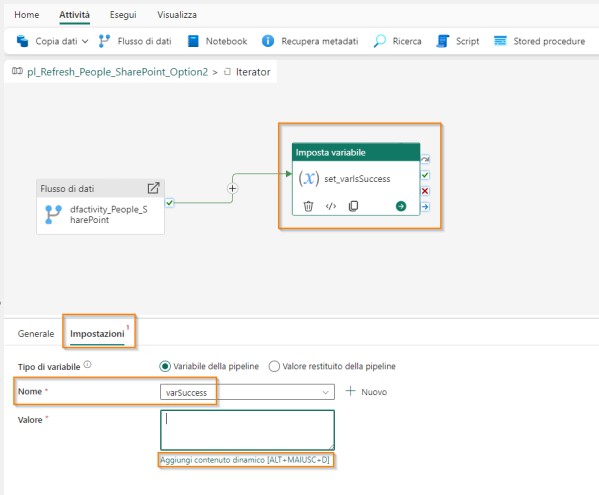 Home Attività Esegui Visualizza
Copia dati Flusso di dati Notebook Recupera metadati Ricerca Script Stored procedure
pl_Refresh_People_SharePoint_Option2 > Iterator
Imposta variabile
(x) set_varIsSuccess
Flusso di dati
dfactivity_People_S
harePoint
Generale Impostazioni 1
Tipo di variabile Variabile della pipeline Valore restituito della pipeline
Nome * varSuccess Nuovo
Valore *
Aggiungi contenuto dinamico [ALT+MAIUSC+D]